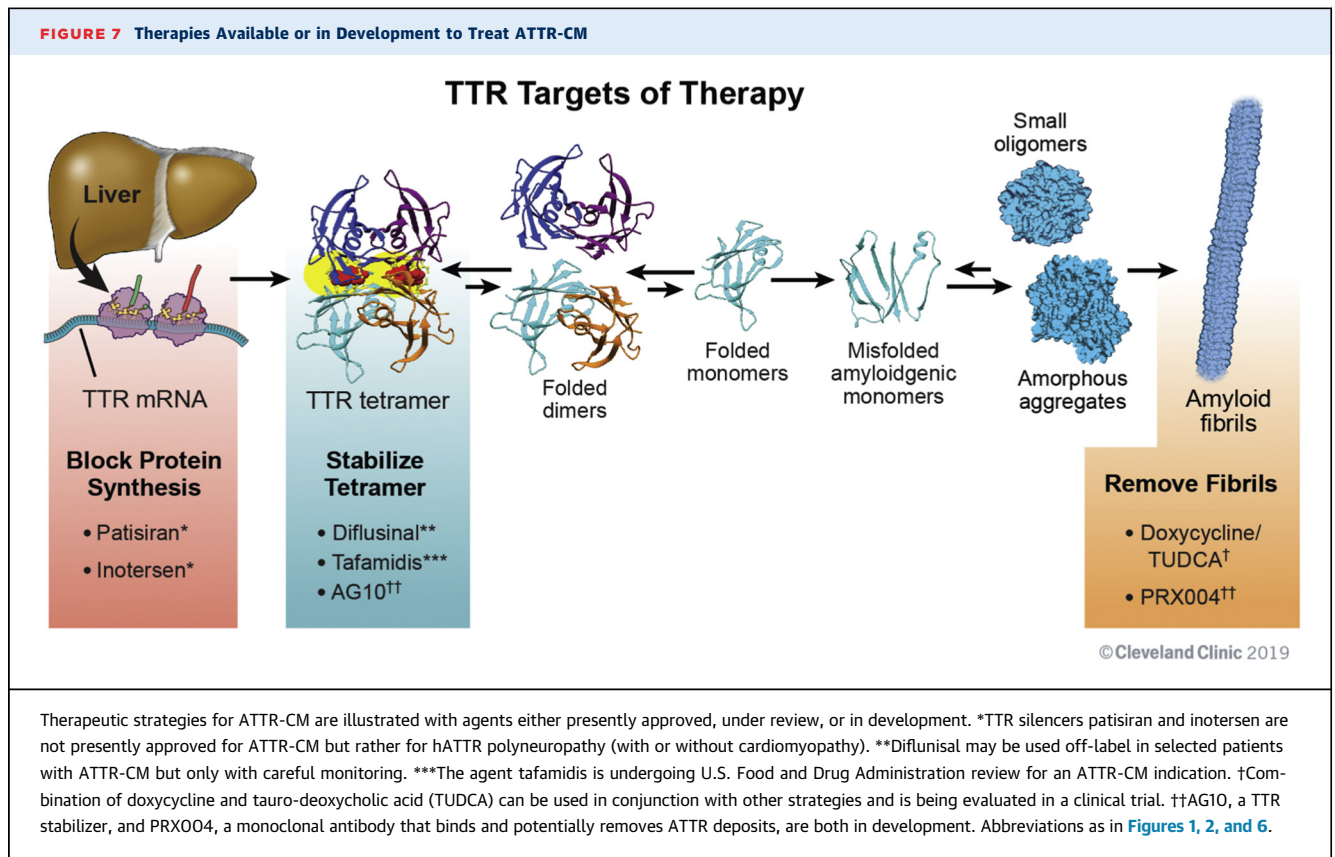 FIGURE 7 Therapies Available or in Development to Treat ATTR-CM
TTR Targets of Therapy
Liver
TTR mRNA
Block Protein
Synthesis
• Patisiran*
• Inotersen*
TTR tetramer
Stabilize
Tetramer
• Diflusinal**
• Tafamidis***
• AG10††
Folded
dimers
Folded
monomers
Misfolded
amyloidgenic
monomers
Small
oligomers
Amorphous
aggregates
Amyloid
fibrils
Remove Fibrils
• Doxycycline/
TUDCA†
• PRX004††
©Cleveland Clinic 2019
Therapeutic strategies for ATTR-CM are illustrated with agents either presently approved, under review, or in development. *TTR silencers patisiran and inotersen are
not presently approved for ATTR-CM but rather for hATTR polyneuropathy (with or without cardiomyopathy). **Diflunisal may be used off-label in selected patients
with ATTR-CM but only with careful monitoring. ***The agent tafamidis is undergoing U.S. Food and Drug Administration review for an ATTR-CM indication. †Com-
bination of doxycycline and tauro-deoxycholic acid (TUDCA) can be used in conjunction with other strategies and is being evaluated in a clinical trial. ††AG10, a TTR
stabilizer, and PRX004, a monoclonal antibody that binds and potentially removes ATTR deposits, are both in development. Abbreviations as in Figures 1, 2, and 6.